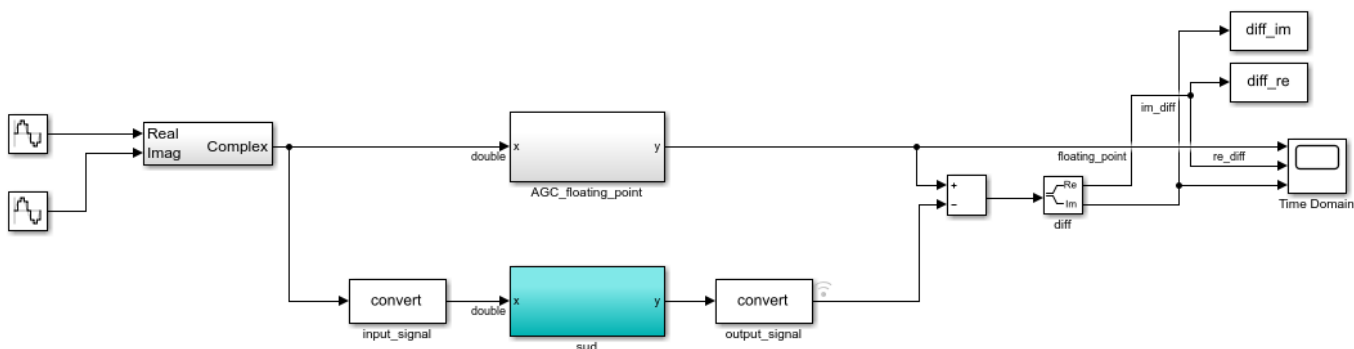 diff_im
diff_re
im_diff
Real
Imag
Complex
double
x
y
AGC_floating_point
floating_point
re_diff
Time Domain
+
−
Re
Im
diff
convert
input_signal
double
x
y
sud
convert
output_signal